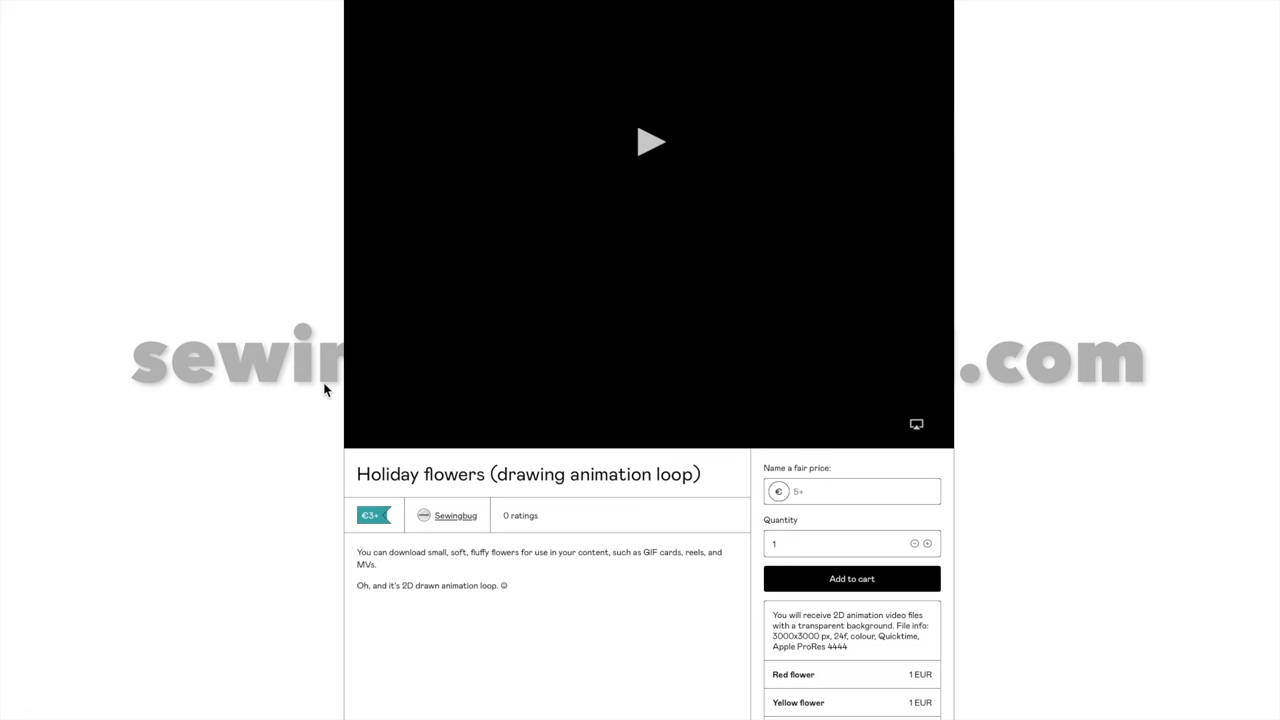 sewin
.com
Holiday flowers (drawing animation loop)
€3+
Sewingbug
0 ratings
You can download small, soft, fluffy flowers for use in your content, such as GIF cards, reels, and
MVs.
Oh, and it's 2D drawn animation loop. ☺
Name a fair price:
€ 5+
Quantity
1
Add to cart
You will receive 2D animation video files
with a transparent background. File info:
3000x3000 px, 24f, colour, Quicktime,
Apple ProRes 4444
Red flower 1 EUR
Yellow flower 1 EUR